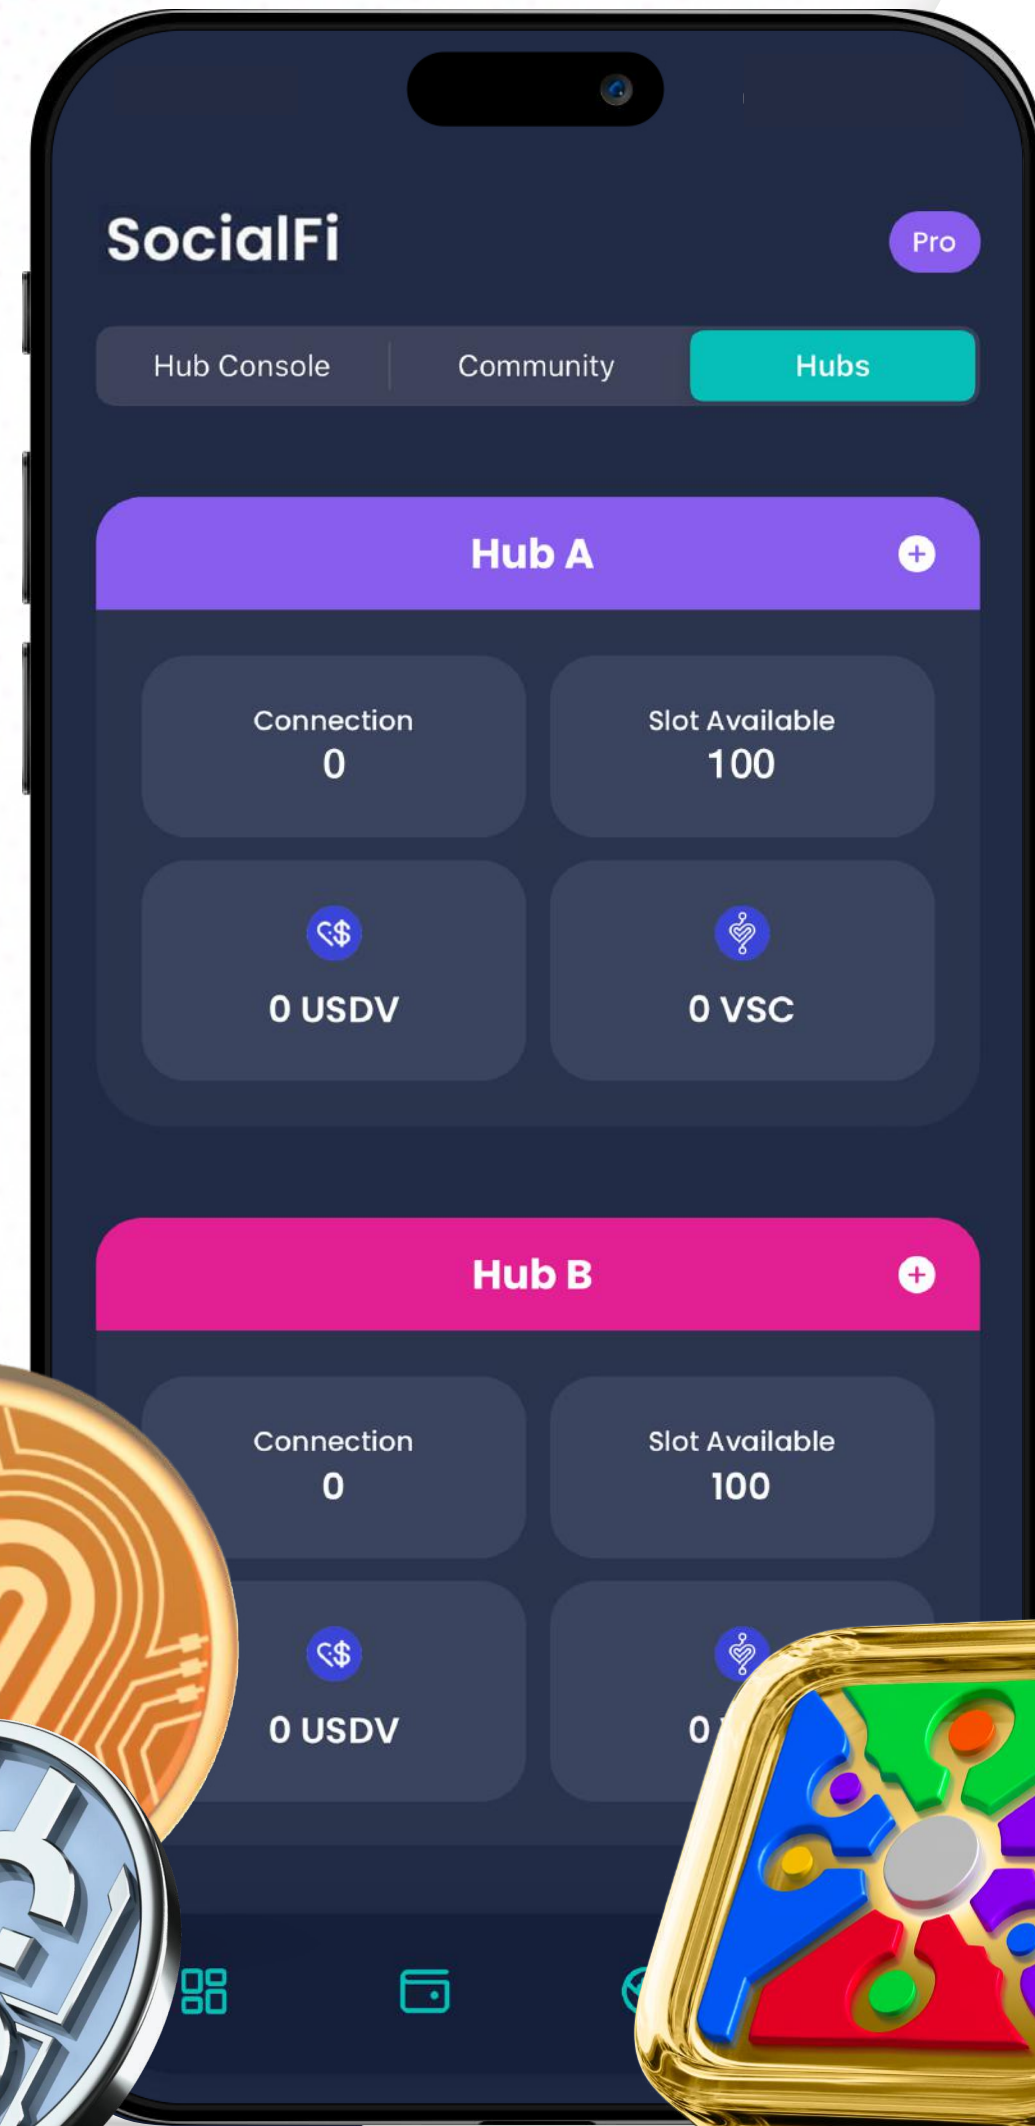 SocialFi
Pro
Hub Console
Community
Hubs
Hub A
Connection
0
Slot Available
100
0 USDV
0 VSC
Hub B
Connection
0
Slot Available
100
0 USDV
0